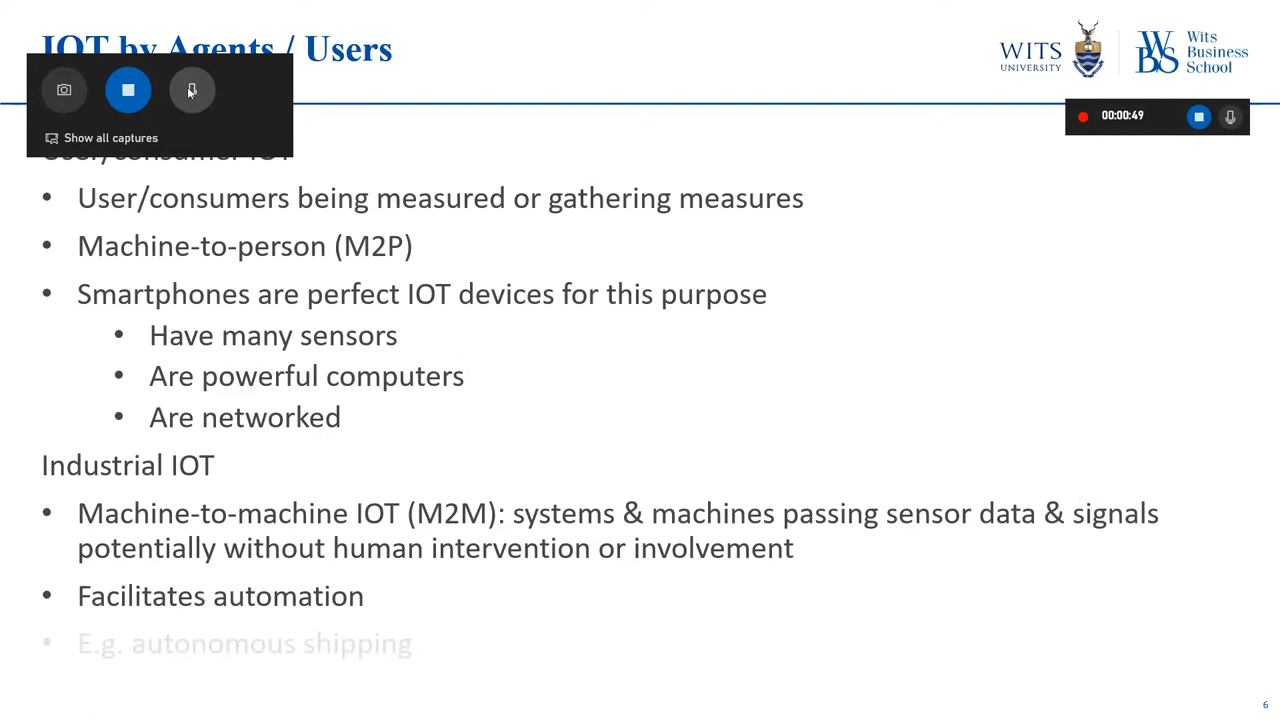 IOT by Agents / Users
WITS
UNIVERSITY
WBS
Wits
Business
School
Show all captures
00:00:49
User/consumer IOT
• User/consumers being measured or gathering measures
• Machine-to-person (M2P)
• Smartphones are perfect IOT devices for this purpose
• Have many sensors
• Are powerful computers
• Are networked
Industrial IOT
• Machine-to-machine IOT (M2M): systems & machines passing sensor data & signals
potentially without human intervention or involvement
• Facilitates automation
• E.g. autonomous shipping
6